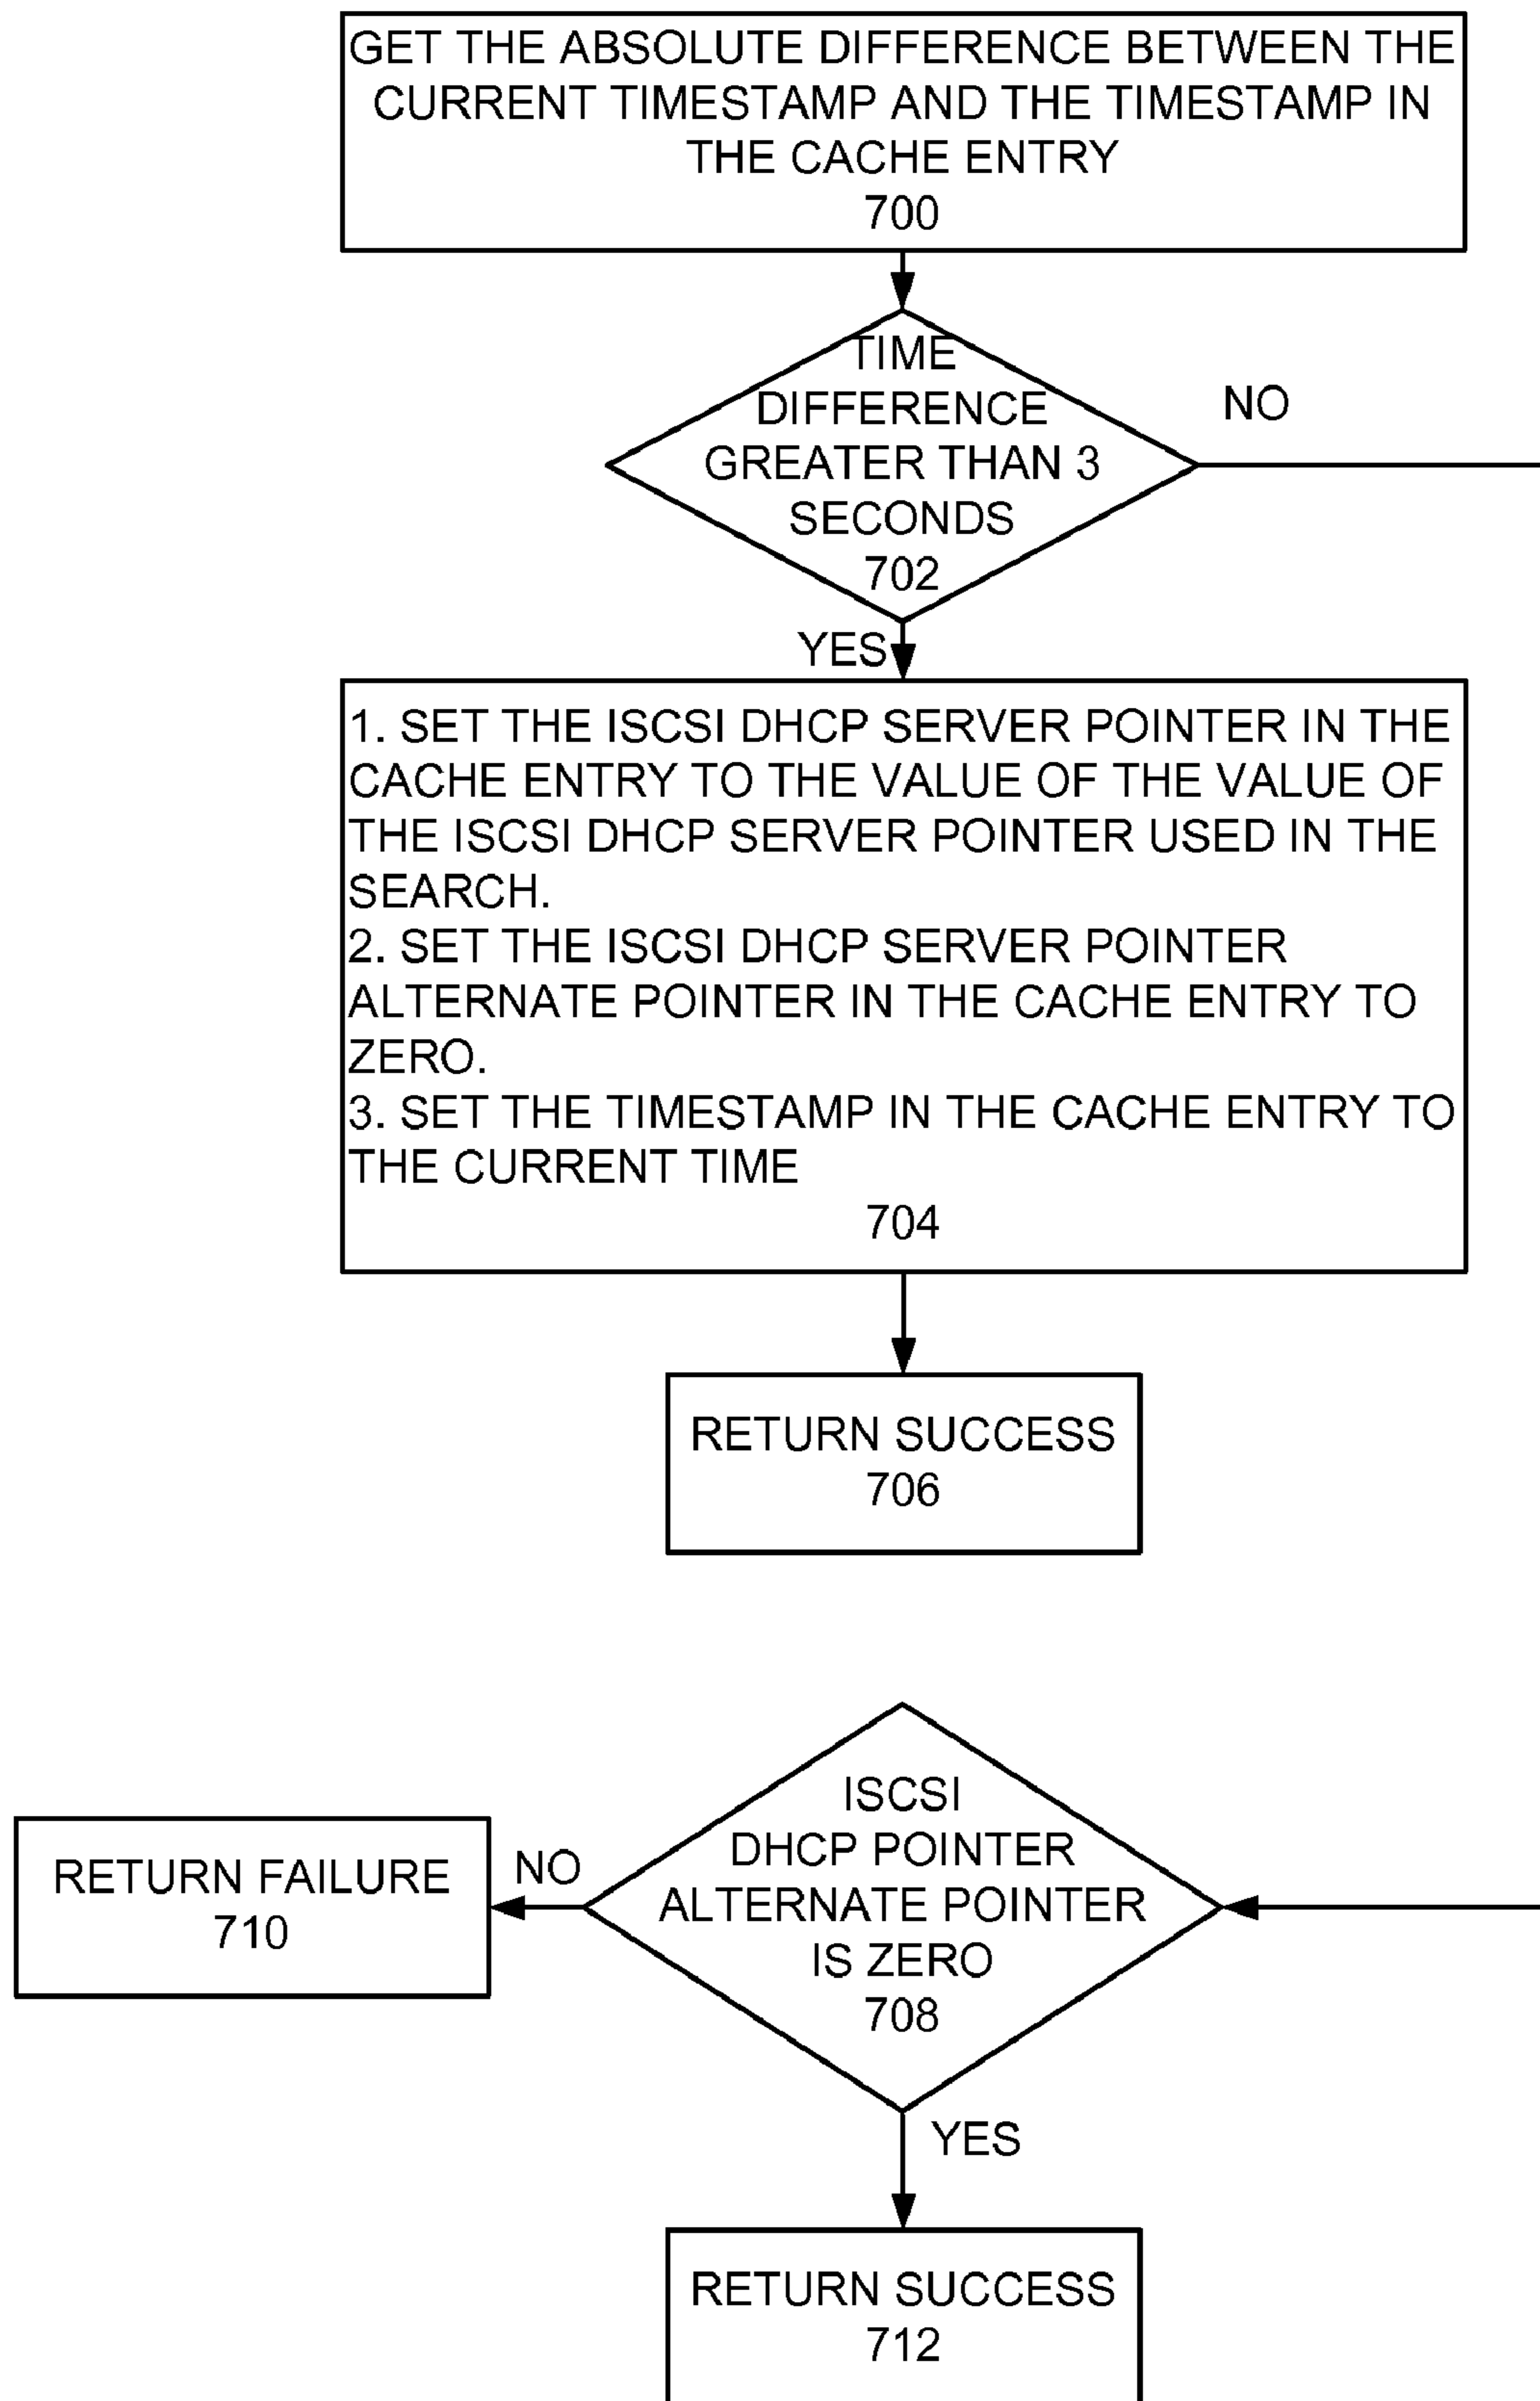 GET THE ABSOLUTE DIFFERENCE BETWEEN THE
CURRENT TIMESTAMP AND THE TIMESTAMP IN
THE CACHE ENTRY
700
TIME
DIFFERENCE
GREATER THAN 3
SECONDS
702
NO
YES
1. SET THE ISCSI DHCP SERVER POINTER IN THE
CACHE ENTRY TO THE VALUE OF THE VALUE OF
THE ISCSI DHCP SERVER POINTER USED IN THE
SEARCH.
2. SET THE ISCSI DHCP SERVER POINTER
ALTERNATE POINTER IN THE CACHE ENTRY TO
ZERO.
3. SET THE TIMESTAMP IN THE CACHE ENTRY TO
THE CURRENT TIME
704
RETURN SUCCESS
706
ISCSI
DHCP POINTER
ALTERNATE POINTER
IS ZERO
708
NO
RETURN FAILURE
710
YES
RETURN SUCCESS
712